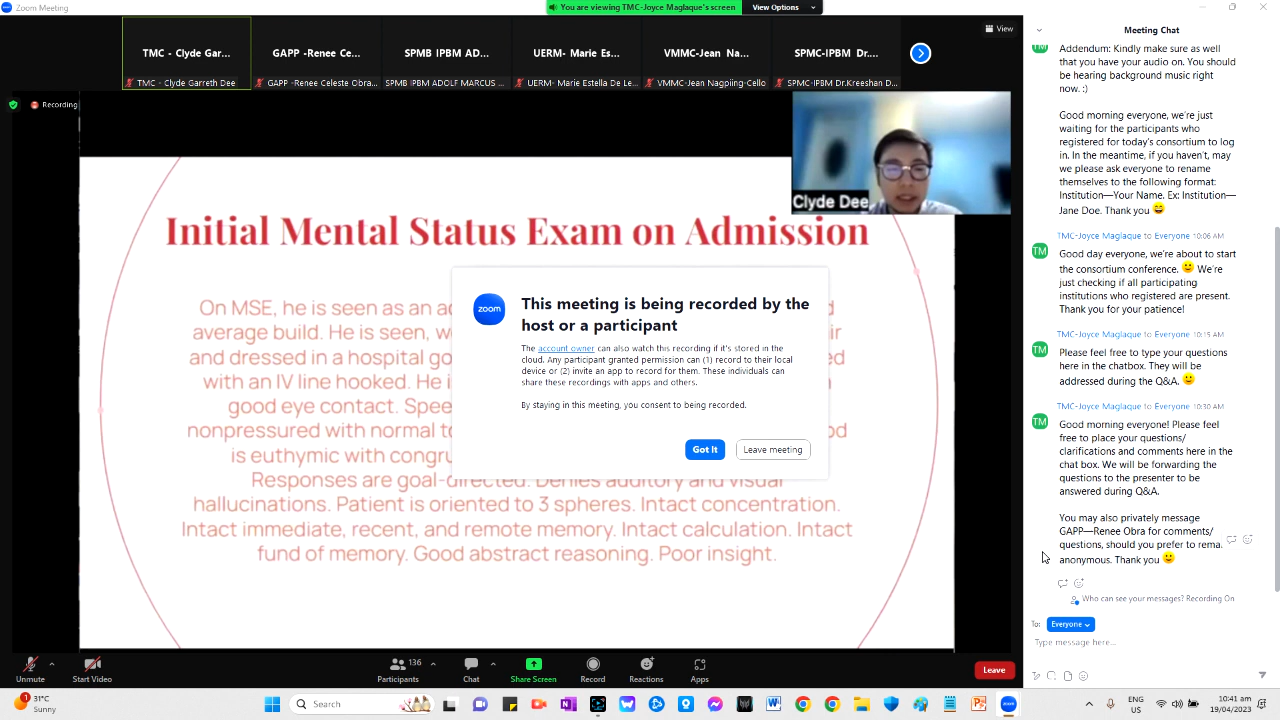 Zoom Meeting
You are viewing TMC-Joyce Maglaque's screen
View Options
View
TMC - Clyde Gar...
GAPP -Renee Ce...
SPMB IPBM AD...
UERM- Marie Es...
VMMC-Jean Na...
SPMC-IPBM Dr....
TMC - Clyde Gareth Dee
GAPP -Renee Celeste Obra...
SPMB IPBM ADOLF MARCUS ...
UERM- Marie Estella De Le...
VMMC-Jean Nagpiing-Cello
SPMC-IPBM Dr.Kreeshan D...
Recording
Clyde Dee
Initial Mental Status Exam on Admission
On MSE, he is seen as an
average build. He is seen, w
and dressed in a hospital go
with an IV line hooked. He i
good eye contact. Spee
nonpressured with normal to
is euthymic with congru
Responses are goal-directed. Denies auditory and visual
hallucinations. Patient is oriented to 3 spheres. Intact concentration.
Intact immediate, recent, and remote memory. Intact calculation. Intact
fund of memory. Good abstract reasoning. Poor insight.
zoom
This meeting is being recorded by the
host or a participant
The account owner can also watch this recording if it's stored in the
cloud. Any participant granted permission can (1) record to their local
device or (2) invite an app to record for them. These individuals can
share these recordings with apps and others.
By staying in this meeting, you consent to being recorded.
Got it
Leave meeting
Meeting Chat
TM
Addendum: Kindly make sure as well
that you have your audio on. You should
be hearing background music right
now. :)
Good morning everyone, we're just
waiting for the participants who
registered for today's consortium to log
in. In the meantime, if you haven't, may
we please ask everyone to rename
themselves to the following format:
Institution—Your Name. Ex: Institution—
Jane Doe. Thank you 😄
TMC-Joyce Maglaque to Everyone 10:06 AM
TM
Good day everyone, we're about to start
the consortium conference. 🙂 We're
just checking if all participating
institutions who registered are present.
Thank you for your patience!
TMC-Joyce Maglaque to Everyone 10:15 AM
TM
Please feel free to type your questions
here in the chatbox. They will be
addressed during the Q&A. 🙂
TMC-Joyce Maglaque to Everyone 10:30 AM
TM
Good morning everyone! Please feel
free to place your questions/
clarifications and comments here in the
chat box. We will be forwarding the
questions to the presenter to be
answered during Q&A.
You may also privately message
GAPP—Renee Obra for comments/
questions, should you prefer to rema.
anonymous. Thank you 🙂
Who can see your messages? Recording On
To: Everyone
Type message here...
Unmute
Start Video
136
Participants
Chat
Share Screen
Record
Reactions
Apps
Leave
1
31°C
Sunny
Search
ENG
US
10:41 am
19/04/2023